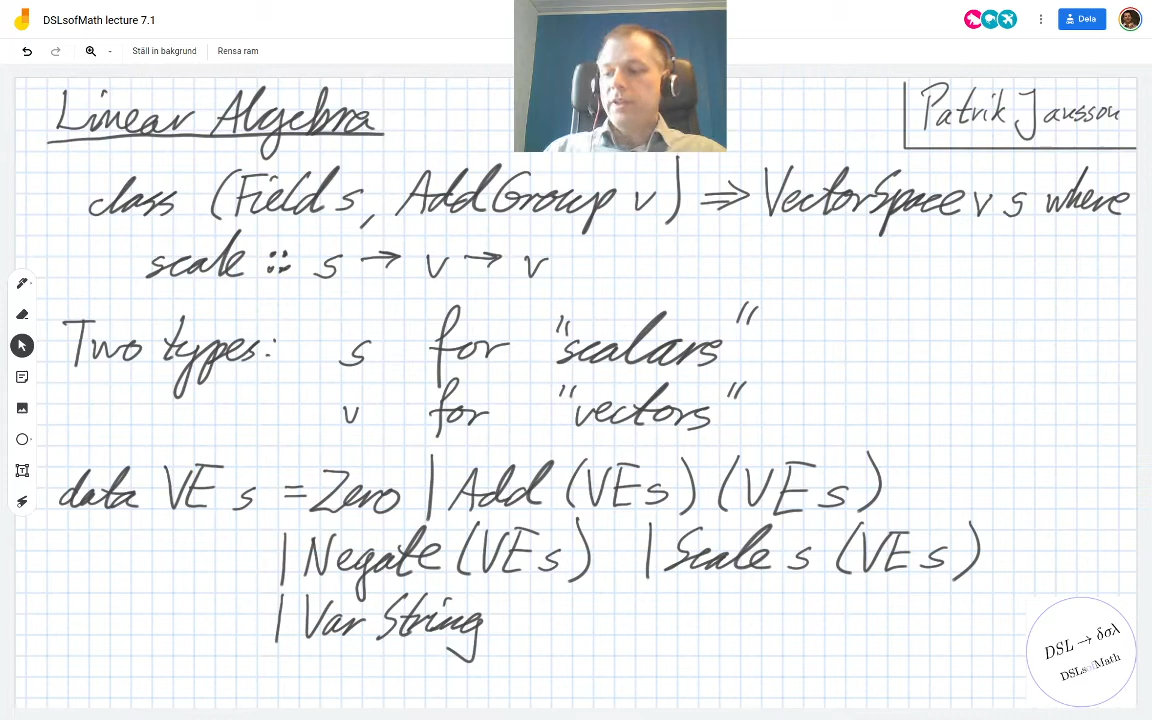 DSLsofMath lecture 7.1
Dela
Ställ in bakgrund
Rensa ram
Linear Algebra
Patrik Jansson
class (Field s, AddGroup v) => VectorSpace v s where
scale :: s → v → v
Two types: s for "scalars"
v for "vectors"
data VE s = Zero | Add (VE s) (VE s)
| Negate (VE s) | Scale s (VE s)
| Var String
DSL → δσλ
DSLsofMath